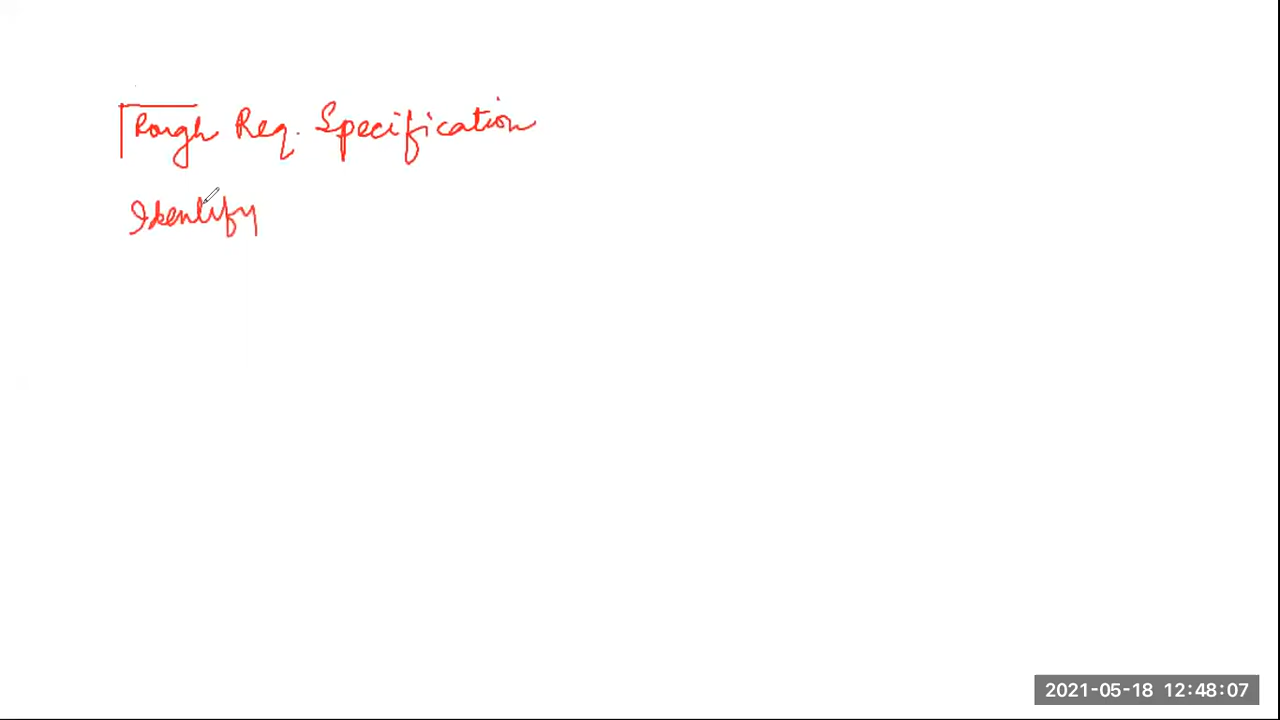 Rough Req. Specification
Identify
2021-05-18 12:48:07